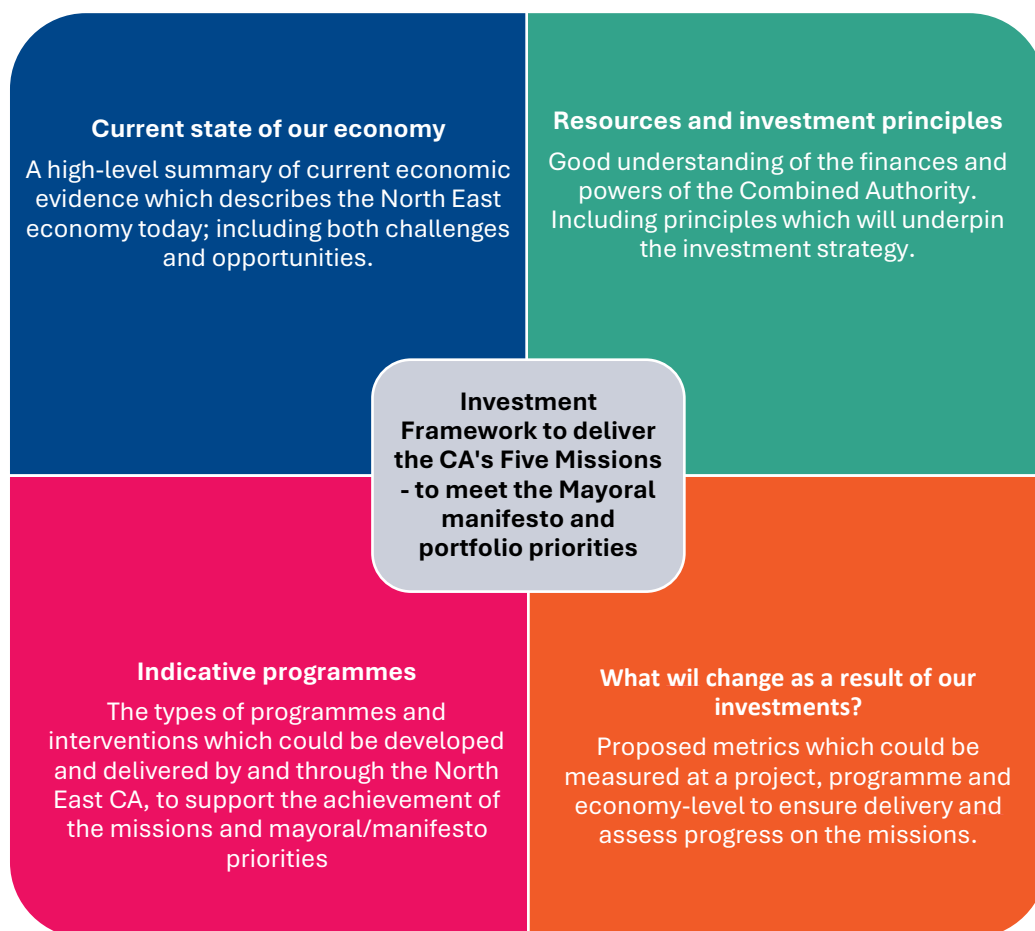 Current state of our economy
A high-level summary of current economic
evidence which describes the North East
economy today; including both challenges
and opportunities.
Resources and investment principles
Good understanding of the finances and
powers of the Combined Authority.
Including principles which will underpin
the investment strategy.
Investment
Framework to deliver
the CA's Five Missions
- to meet the Mayoral
manifesto and
portfolio priorities
Indicative programmes
The types of programmes and
interventions which could be developed
and delivered by and through the North
East CA, to support the achievement of
the missions and mayoral/manifesto
priorities
What wil change as a result of our
investments?
Proposed metrics which could be
measured at a project, programme and
economy-level to ensure delivery and
assess progress on the missions.